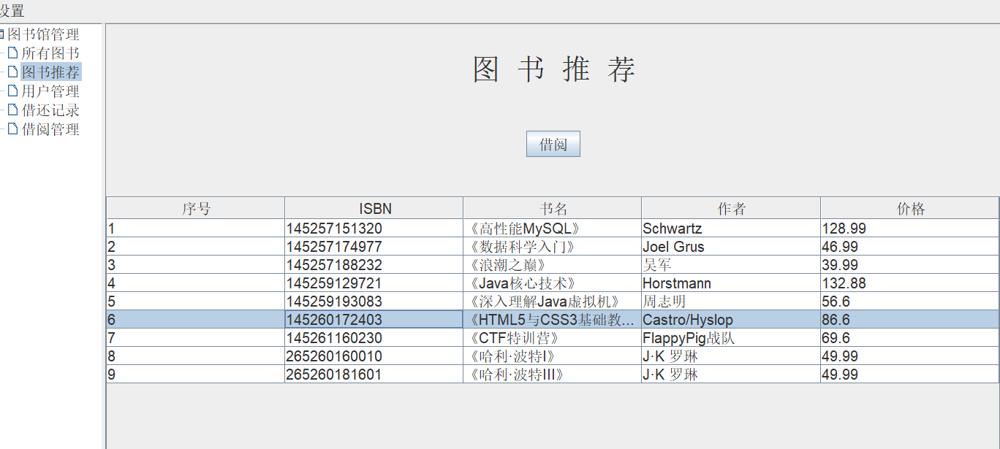 设置
图书馆管理
所有图书
图书推荐
用户管理
借还记录
借阅管理
图 书 推 荐
借阅
序号 ISBN 书名 作者 价格
1 145257151320 《高性能MySQL》 Schwartz 128.99
2 145257174977 《数据科学入门》 Joel Grus 46.99
3 145257188232 《浪潮之巅》 吴军 39.99
4 145259129721 《Java核心技术》 Horstmann 132.88
5 145259193083 《深入理解Java虚拟机》 周志明 56.6
6 145260172403 《HTML5与CSS3基础教... Castro/Hyslop 86.6
7 145261160230 《CTF特训营》 FlappyPig战队 69.6
8 265260160010 《哈利·波特I》 J·K 罗琳 49.99
9 265260181601 《哈利·波特III》 J·K 罗琳 49.99